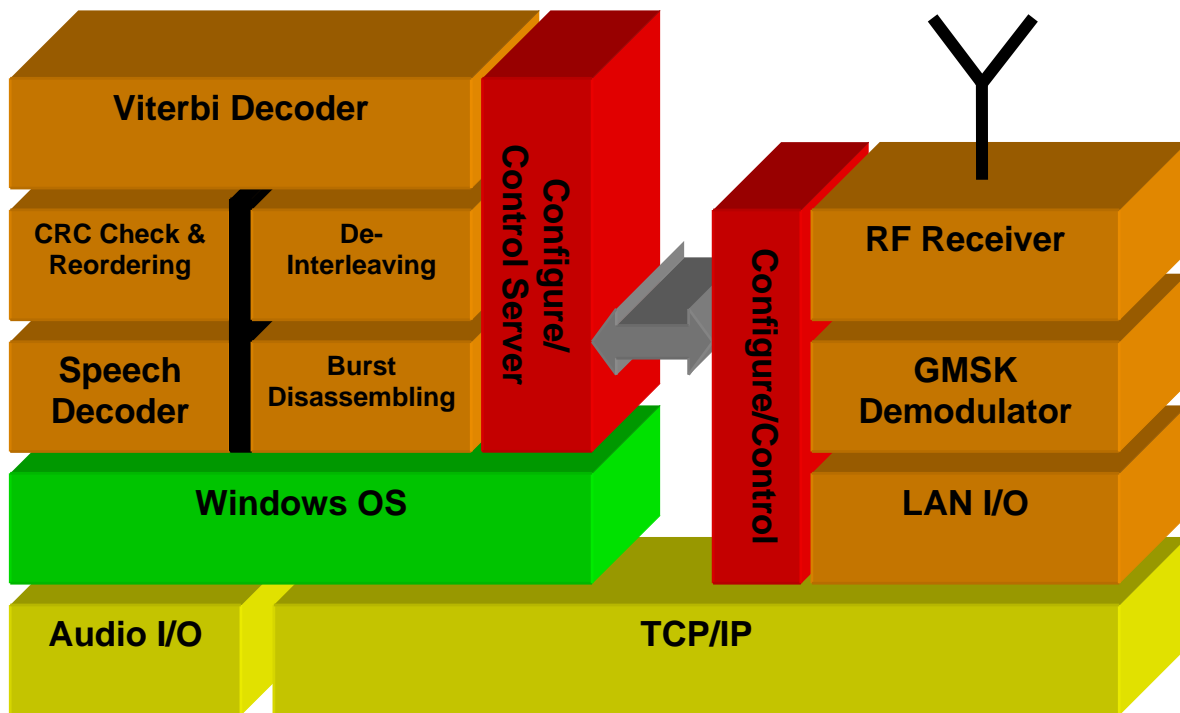 Viterbi Decoder
CRC Check &
Reordering
De-
Interleaving
Speech
Decoder
Burst
Disassembling
Configure/
Control Server
Windows OS
Audio I/O
TCP/IP
Configure/Control
RF Receiver
GMSK
Demodulator
LAN I/O